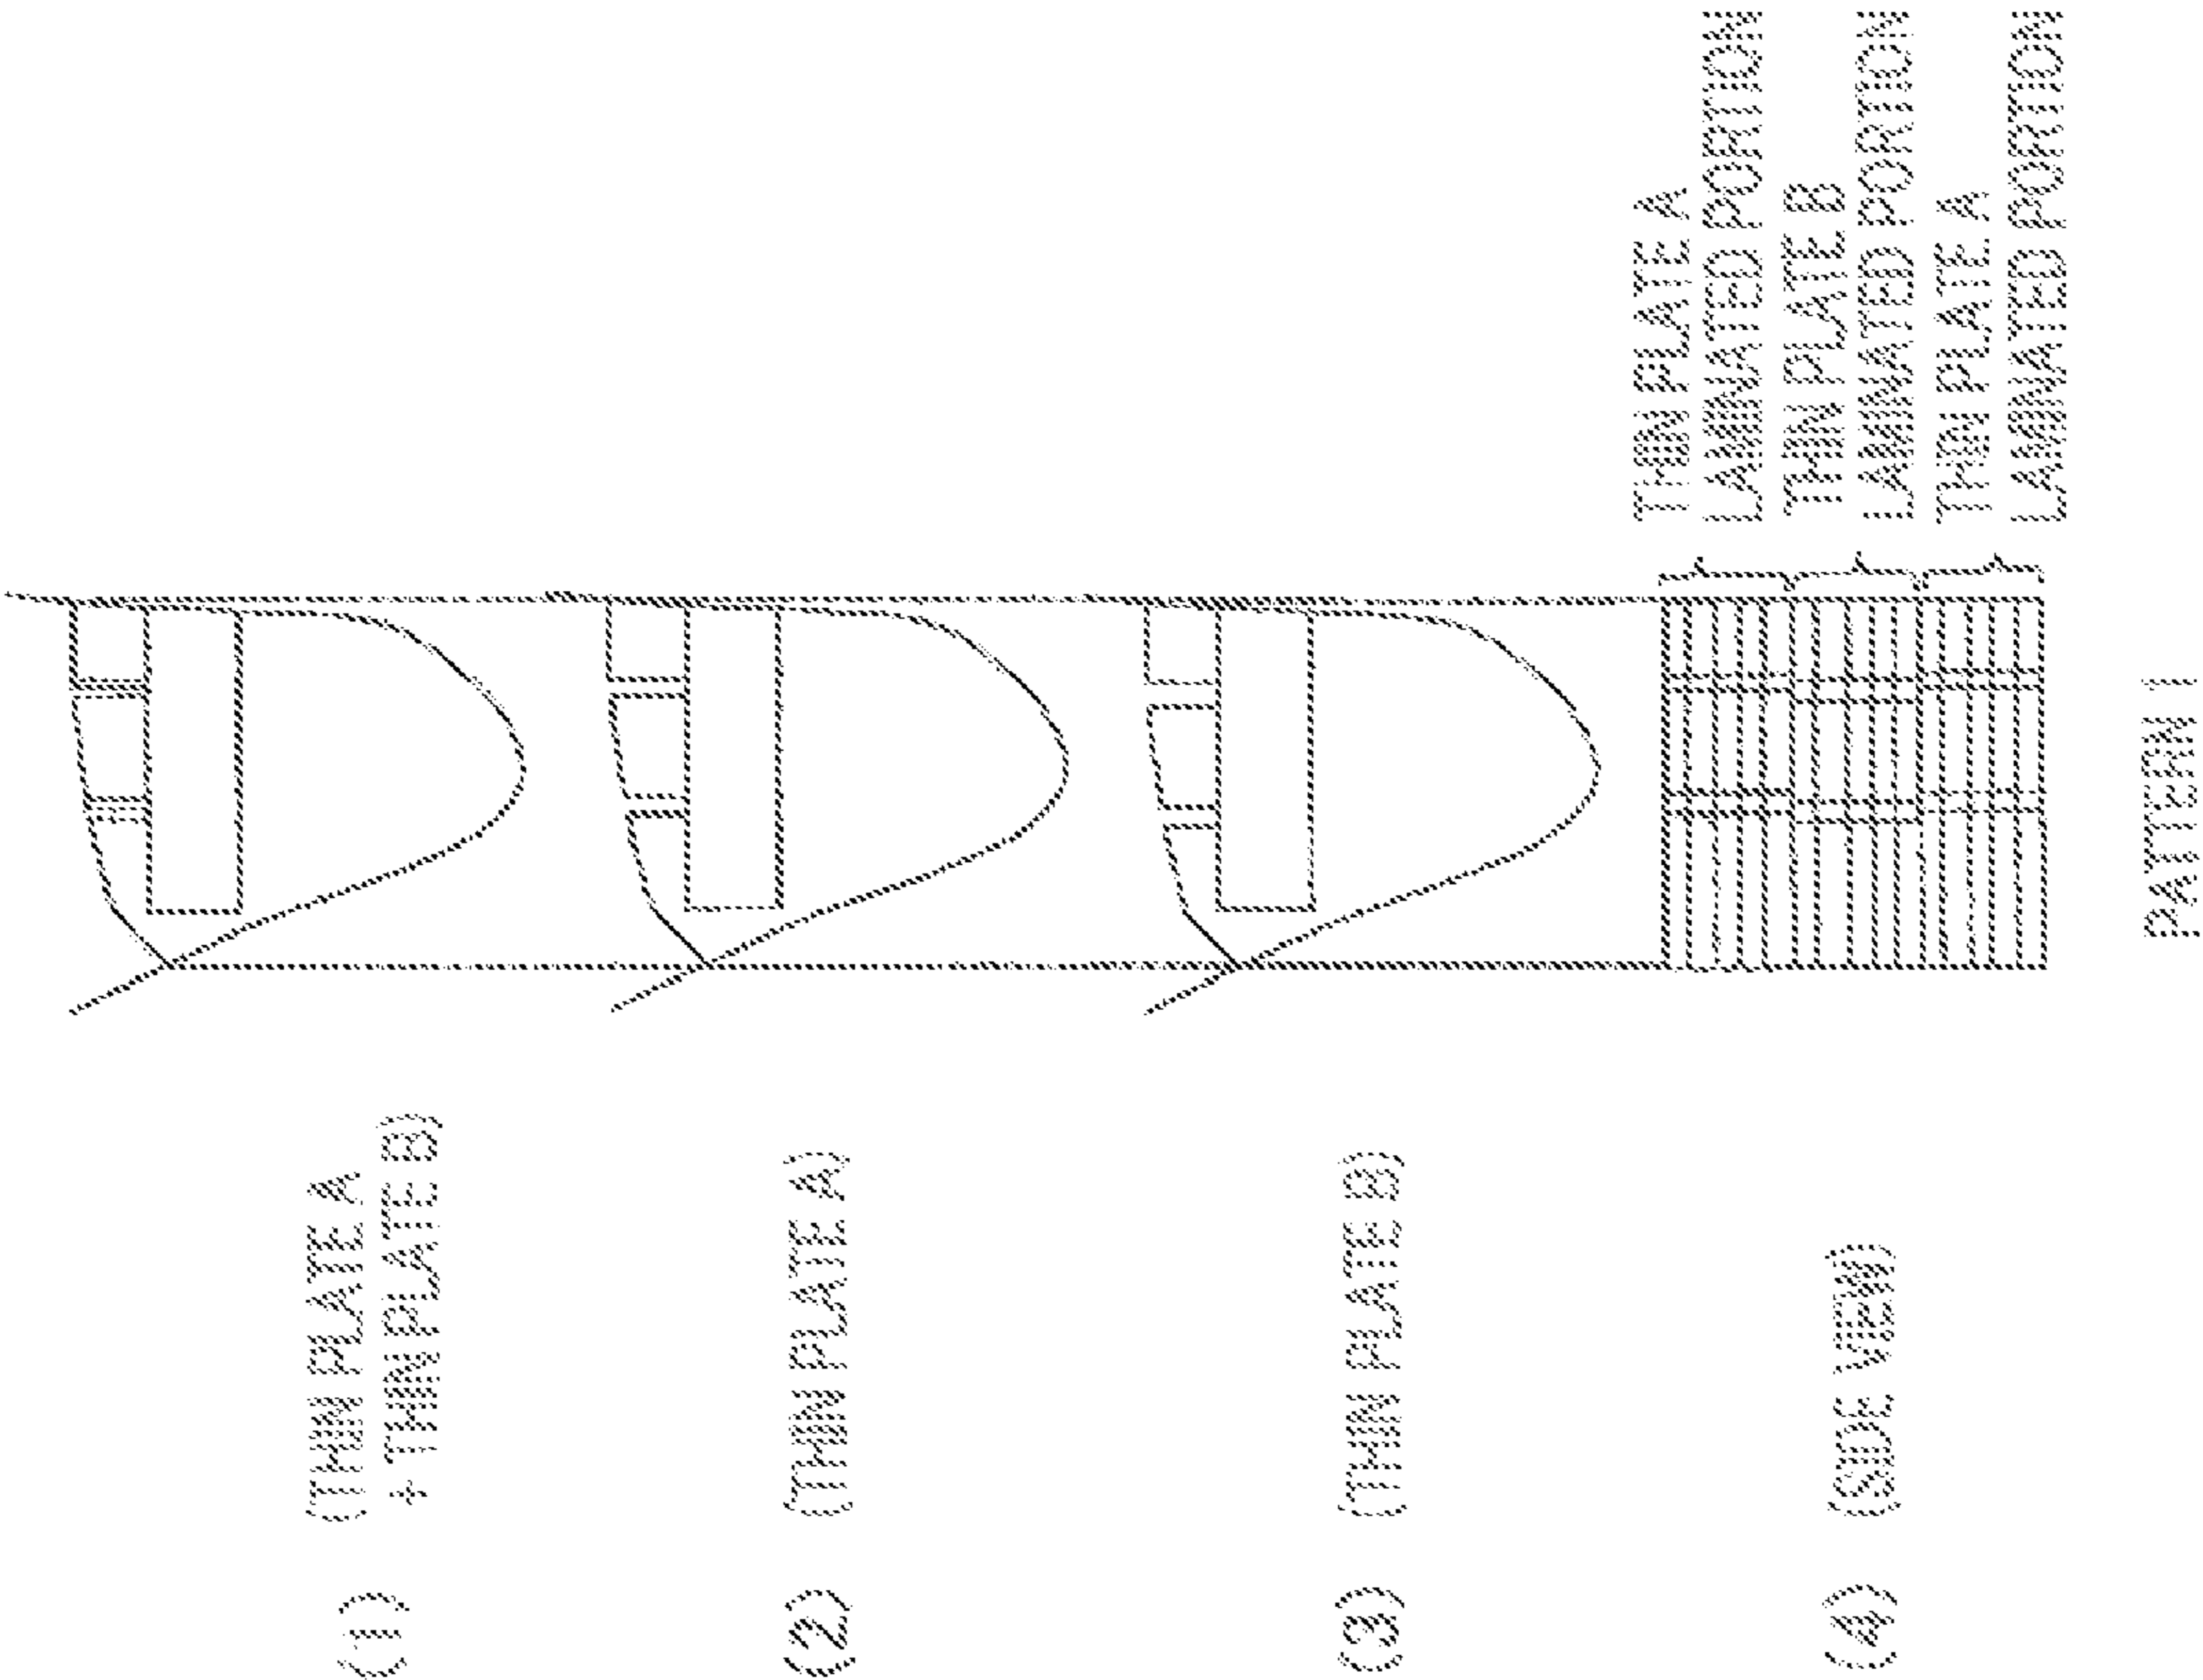 (1) (THIN PLATE A
+ THIN PLATE B)
(2) (THIN PLATE A)
(3) (THIN PLATE B)
(4) (SIDE VIEW)
THIN PLATE A
LAMINATED PORTION
THIN PLATE B
LAMINATED PORTION
THIN PLATE A
LAMINATED PORTION
PATTERN 1